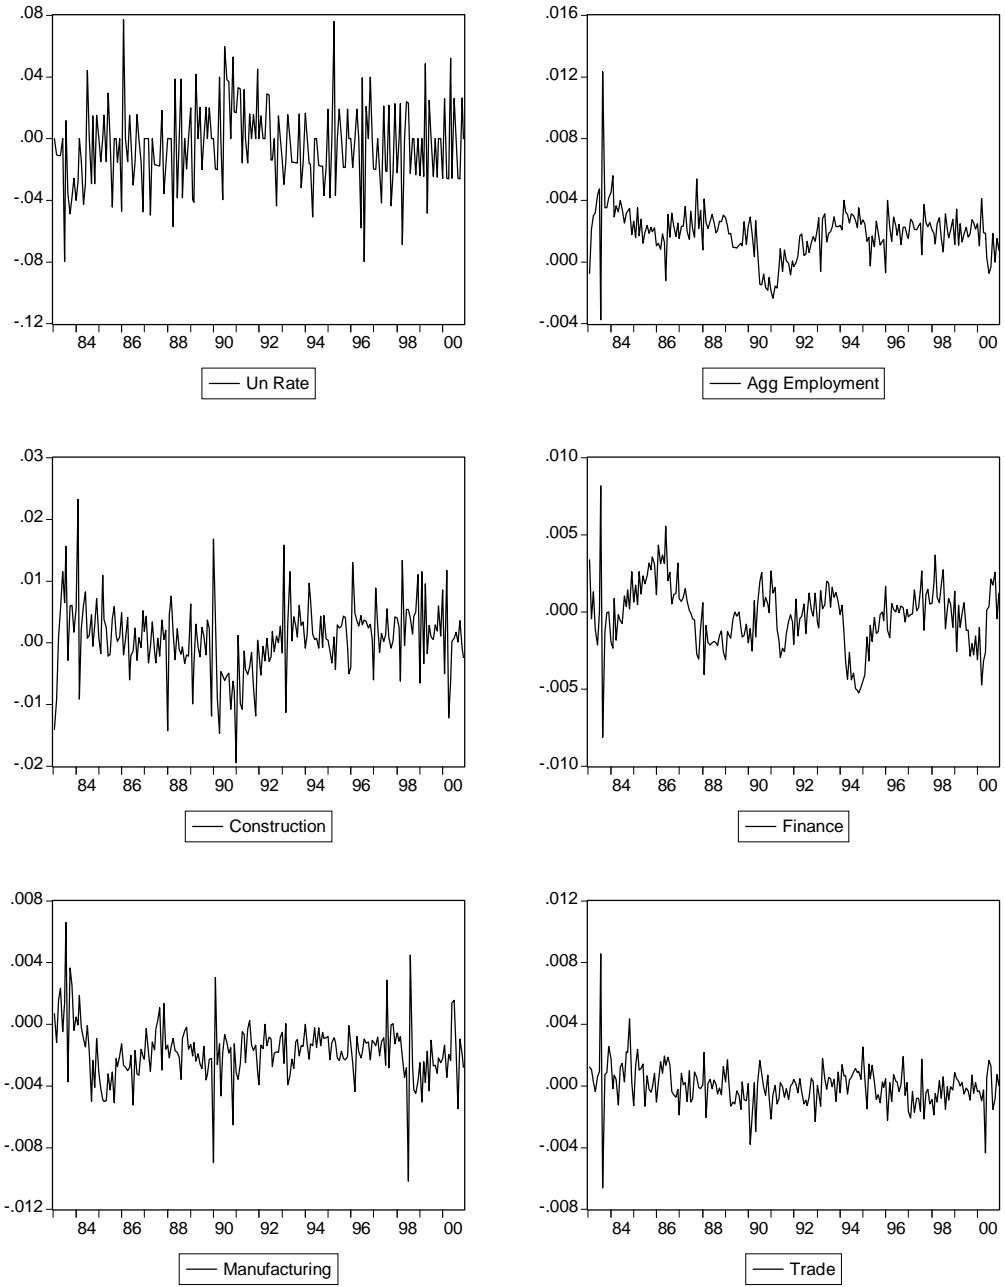 .08
.04
.00
-.04
-.08
-.12
84 86 88 90 92 94 96 98 00
Un Rate
.016
.012
.008
.004
.000
-.004
84 86 88 90 92 94 96 98 00
Agg Employment
.03
.02
.01
.00
-.01
-.02
84 86 88 90 92 94 96 98 00
Construction
.010
.005
.000
-.005
-.010
84 86 88 90 92 94 96 98 00
Finance
.008
.004
.000
-.004
-.008
-.012
84 86 88 90 92 94 96 98 00
Manufacturing
.012
.008
.004
.000
-.004
-.008
84 86 88 90 92 94 96 98 00
Trade